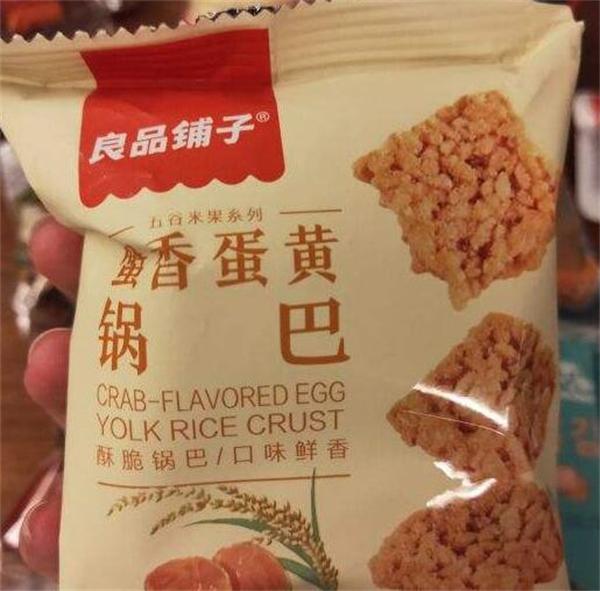 良品铺子®
五谷米果系列
蟹香蛋黄
锅巴
CRAB-FLAVORED EGG
YOLK RICE CRUST
酥脆锅巴/口味鲜香